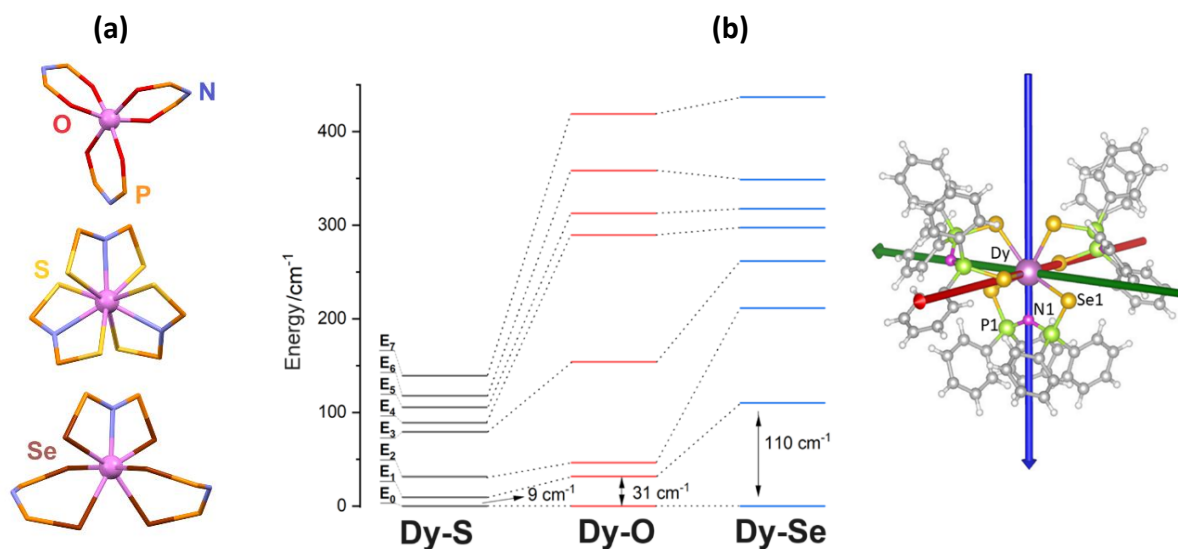 (a)
(b)
N
O
P
S
Se
Energy/cm⁻¹
400
300
200
100
0
E₇
E₆
E₅
E₄
E₃
E₂
E₁
E₀
9 cm⁻¹
31 cm⁻¹
110 cm⁻¹
Dy-S
Dy-O
Dy-Se
Dy
Se1
N1
P1